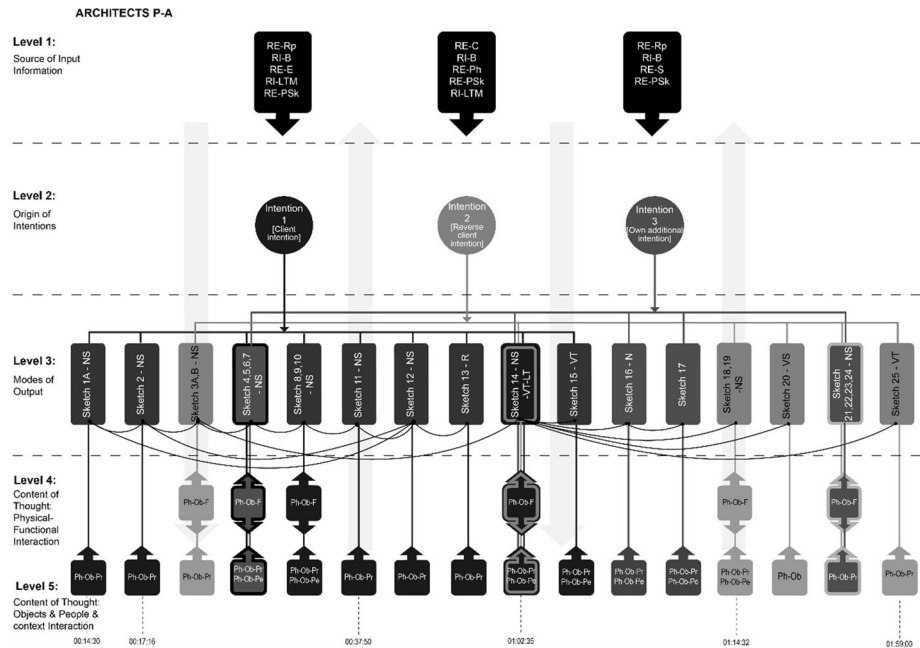 ARCHITECTS P-A
Level 1:
Source of Input
Information
RE-Rp
RI-B
RE-E
RI-LTM
RE-PSk
RE-C
RI-B
RE-Ph
RE-PSk
RI-LTM
RE-Rp
RI-B
RE-S
RE-PSk
Level 2:
Origin of
Intentions
Intention
1
[Client
intention]
Intention
2
[Reverse
client
intention]
Intention
3
[Own additional
intention]
Level 3:
Modes of
Output
Sketch 1A - NS
Sketch 2 - NS
Sketch 3A,B - NS
Sketch 4,5,6,7
- NS
Sketch 8,9,10
- NS
Sketch 11 - NS
Sketch 12 - NS
Sketch 13 - R
Sketch 14 - NS
-VT-LT
Sketch 15 - VT
Sketch 16 - N
Sketch 17
Sketch 18,19
-NS
Sketch 20 - VS
Sketch
21,22,23,24 - NS
Sketch 25 - VT
Level 4:
Content of
Thought:
Physical-
Functional
Interaction
Ph-Ob-F
Ph-Ob-F
Ph-Ob-F
Ph-Ob-F
Ph-Ob-F
Ph-Ob-F
Level 5:
Content of Thought:
Objects & People &
context Interaction
Ph-Ob-Pr
Ph-Ob-Pr
Ph-Ob-Pr
Ph-Ob-Pr
Ph-Ob-Pe
Ph-Ob-Pr
Ph-Ob-Pe
Ph-Ob-Pr
Ph-Ob-Pr
Ph-Ob-Pr
Ph-Ob-Pr
Ph-Ob-Pe
Ph-Ob-Pr
Ph-Ob-Pe
Ph-Ob-Pr
Ph-Ob-Pe
Ph-Ob-Pr
Ph-Ob-Pe
Ph-Ob-Pr
Ph-Ob-Pe
Ph-Ob
Ph-Ob-Pr
Ph-Ob-Pr
00:14:30
00:17:16
00:37:50
01:02:35
01:14:32
01:59:00